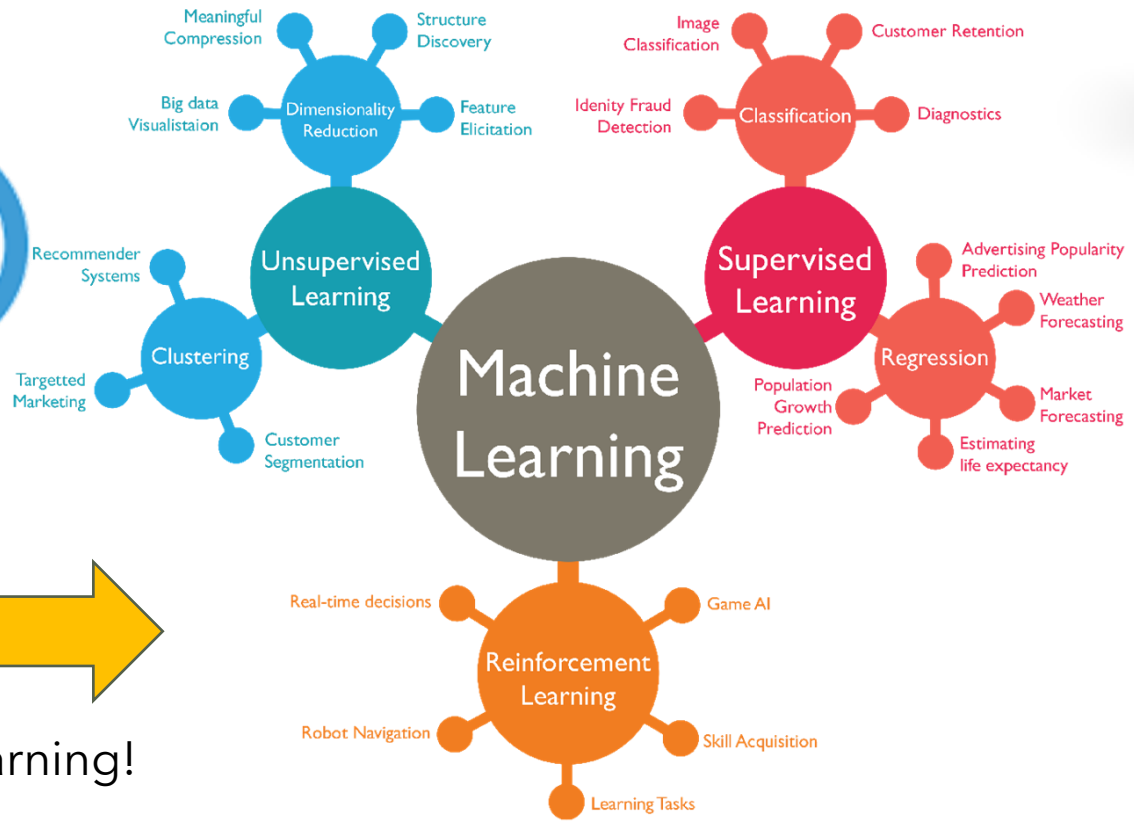 Meaningful
Compression
Structure
Discovery
Big data
Visualistaion
Dimensionality
Reduction
Feature
Elicitation
Image
Classification
Customer Retention
Idenity Fraud
Detection
Classification
Diagnostics
Recommender
Systems
Unsupervised
Learning
Clustering
Targetted
Marketing
Customer
Segmentation
Machine
Learning
Supervised
Learning
Advertising Popularity
Prediction
Weather
Forecasting
Regression
Population
Growth
Prediction
Market
Forecasting
Estimating
life expectancy
Real-time decisions
Game AI
Reinforcement
Learning
Robot Navigation
Skill Acquisition
Learning Tasks